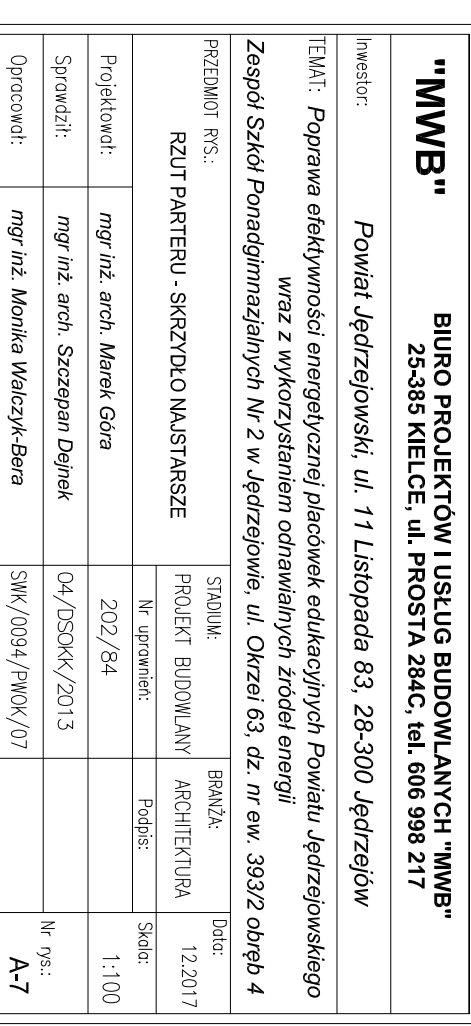 "MWB"
BIURO PROJEKTÓW I USŁUG BUDOWLANYCH "MWB"
25-385 KIELCE, ul. PROSTA 284C, tel. 606 998 217
Inwestor:
Powiat Jędrzejowski, ul. 11 Listopada 83, 28-300 Jędrzejów
TEMAT: Poprawa efektywności energetycznej placówek edukacyjnych Powiatu Jędrzejowskiego
wraz z wykorzystaniem odnawialnych źródeł energii
Zespół Szkół Ponadgimnazjalnych Nr 2 w Jędrzejowie, ul. Okrzei 63, dz. nr ew. 393/2 obręb 4
PRZEDMIOT RYS.:
RZUT PARTERU - SKRZYDŁO NAJSTARSZE
STADIUM:
PROJEKT BUDOWLANY
BRANŻA:
ARCHITEKTURA
Data:
12.2017
Nr uprawnień:
Podpis:
Skala:
1:100
Projektował:
mgr inż. arch. Marek Góra
202/84
Sprawdził:
mgr inż. arch. Szczepan Dejnek
04/DSOKK/2013
Nr rys.:
A-7
Opracował:
mgr inż. Monika Walczyk-Bera
SWK/0094/PWOK/07